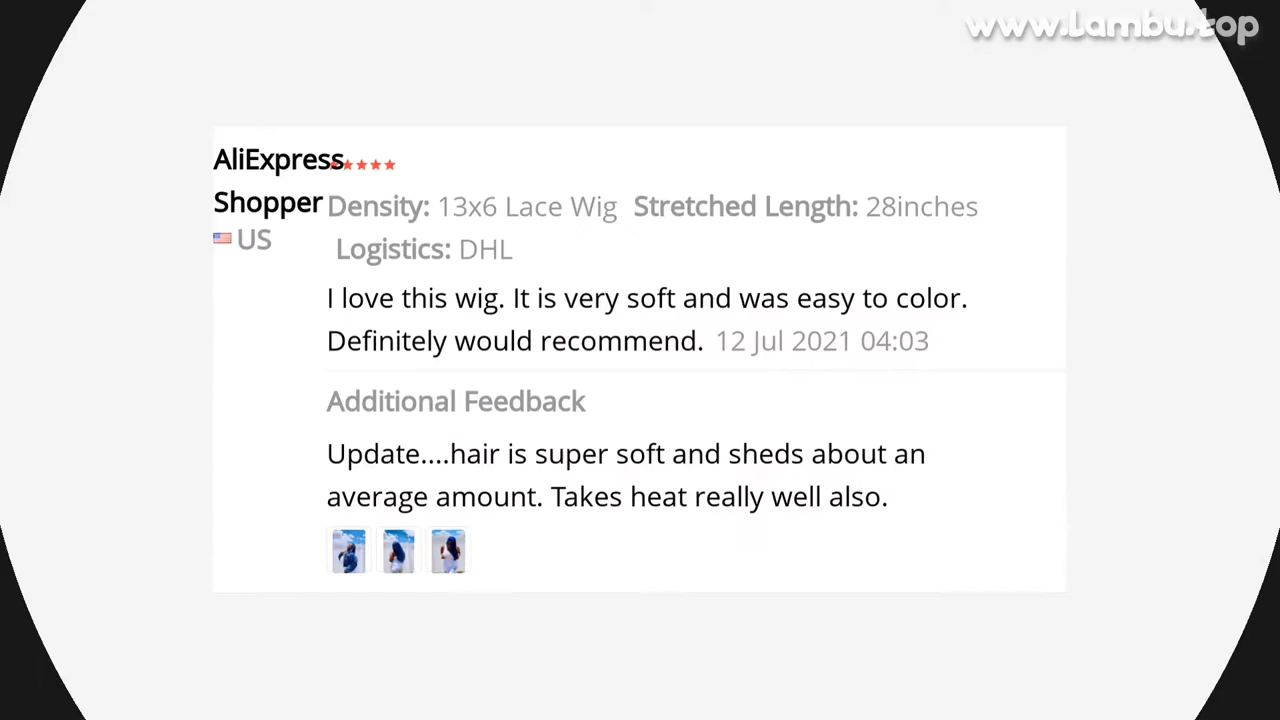 www.Lambu.top
AliExpress
Shopper
US
Density: 13x6 Lace Wig Stretched Length: 28inches
Logistics: DHL
I love this wig. It is very soft and was easy to color.
Definitely would recommend. 12 Jul 2021 04:03
Additional Feedback
Update....hair is super soft and sheds about an
average amount. Takes heat really well also.